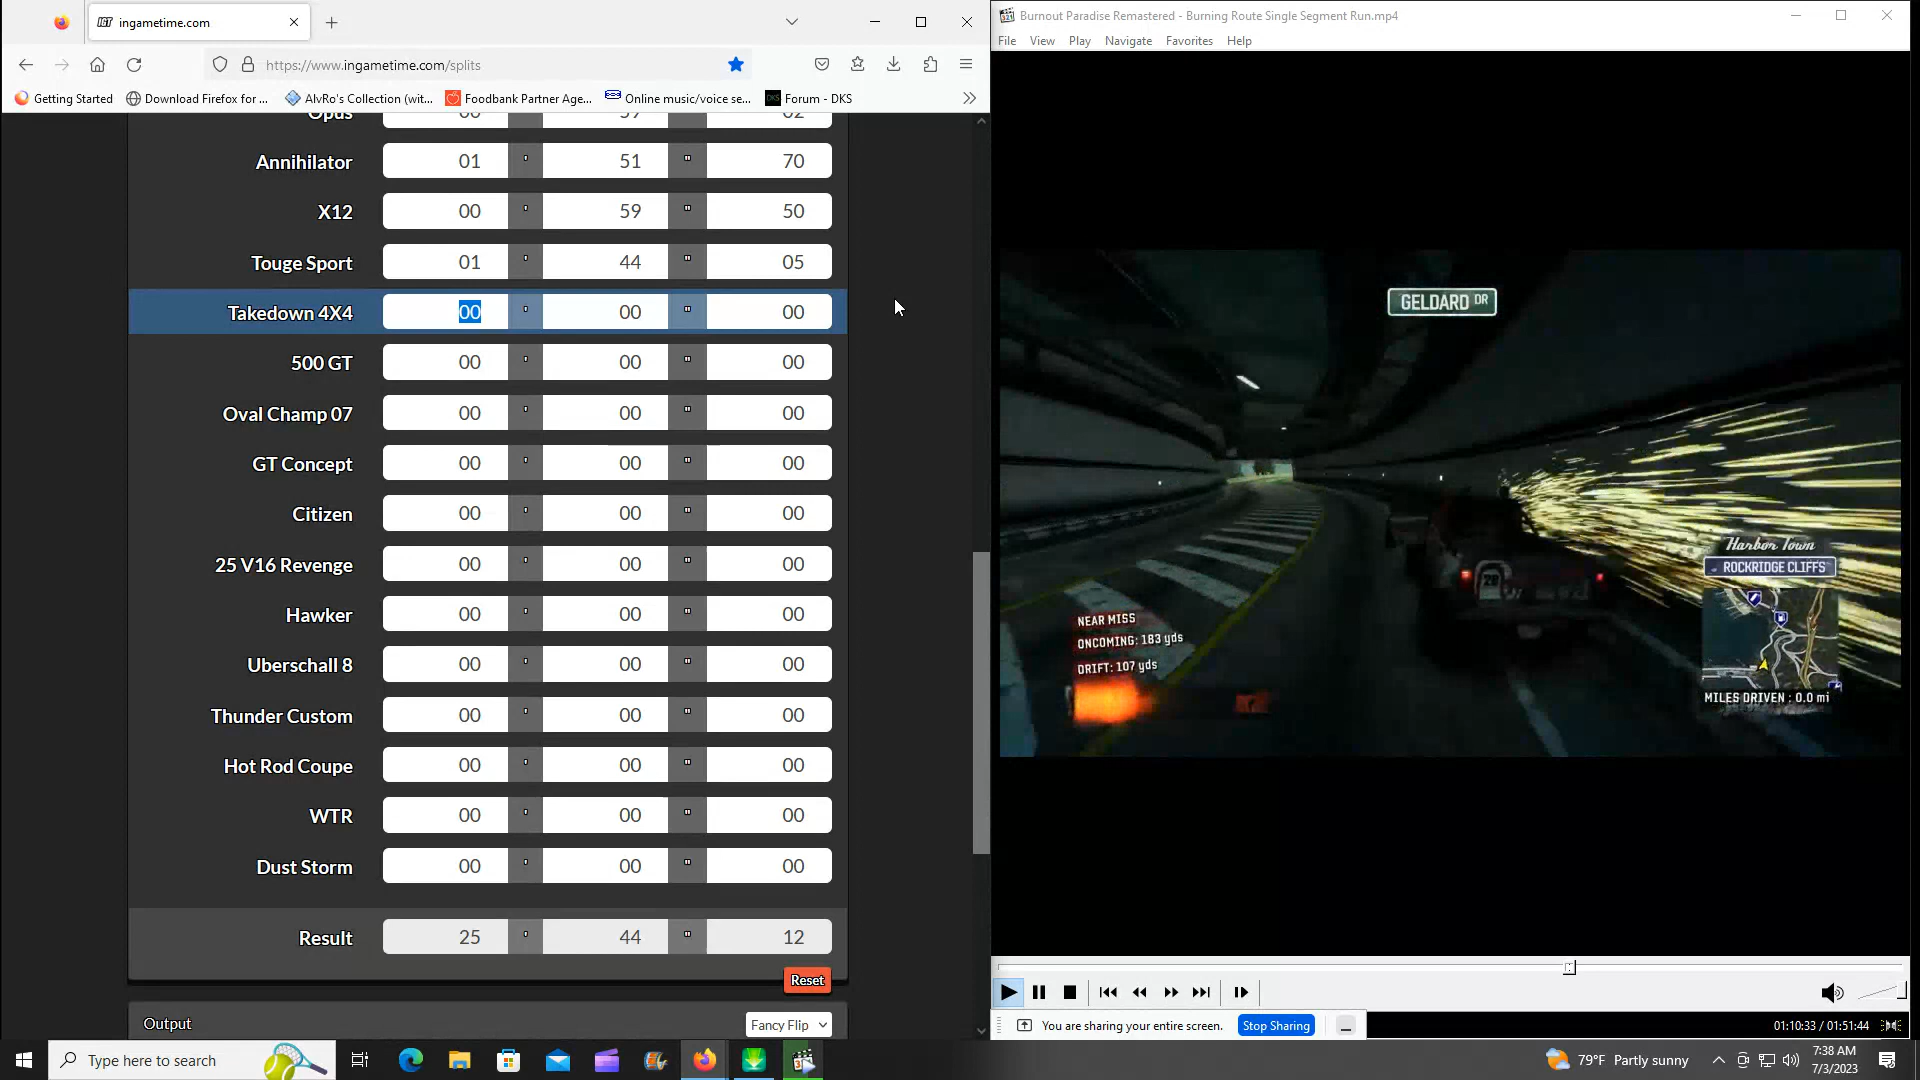 ingametime.com
Burnout Paradise Remastered - Burning Route Single Segment Run.mp4
File View Play Navigate Favorites Help
https://www.ingametime.com/splits
Getting Started
Download Firefox for ...
AlvRo's Collection (wit...
Foodbank Partner Age...
Online music/voice se...
Forum - DKS
Opus 00 59 02
Annihilator 01 ' 51 " 70
X12 00 ' 59 " 50
Touge Sport 01 ' 44 " 05
Takedown 4X4 00 ' 00 " 00
500 GT 00 ' 00 " 00
Oval Champ 07 00 ' 00 " 00
GT Concept 00 ' 00 " 00
Citizen 00 ' 00 " 00
25 V16 Revenge 00 ' 00 " 00
Hawker 00 ' 00 " 00
Uberschall 8 00 ' 00 " 00
Thunder Custom 00 ' 00 " 00
Hot Rod Coupe 00 ' 00 " 00
WTR 00 ' 00 " 00
Dust Storm 00 ' 00 " 00
Result 25 ' 44 " 12
Reset
Output
Fancy Flip
GELDARD DR
28
Harbor Town
ROCKRIDGE CLIFFS
MILES DRIVEN : 0.0 mi
NEAR MISS
ONCOMING: 183 yds
DRIFT: 107 yds
You are sharing your entire screen.
Stop Sharing
01:10:33 / 01:51:44
Type here to search
79°F Partly sunny
7:38 AM
7/3/2023